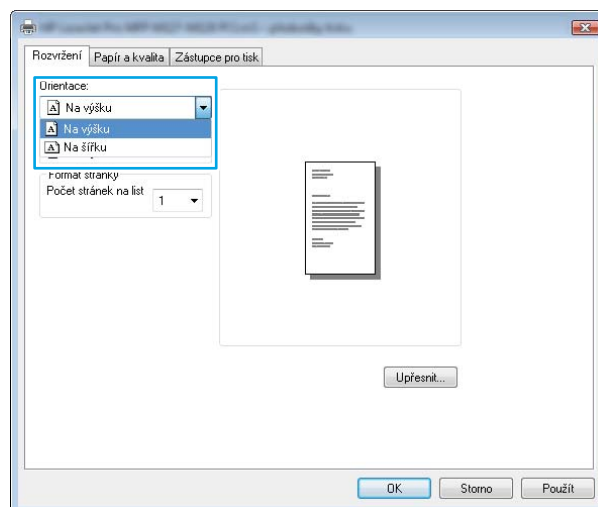 Rozvržení Papír a kvalita Zástupce pro tisk
Orientace:
Na výšku
Na výšku
Na šířku
Formát stránky
Počet stránek na list
1
Upřesnit...
OK Storno Použít